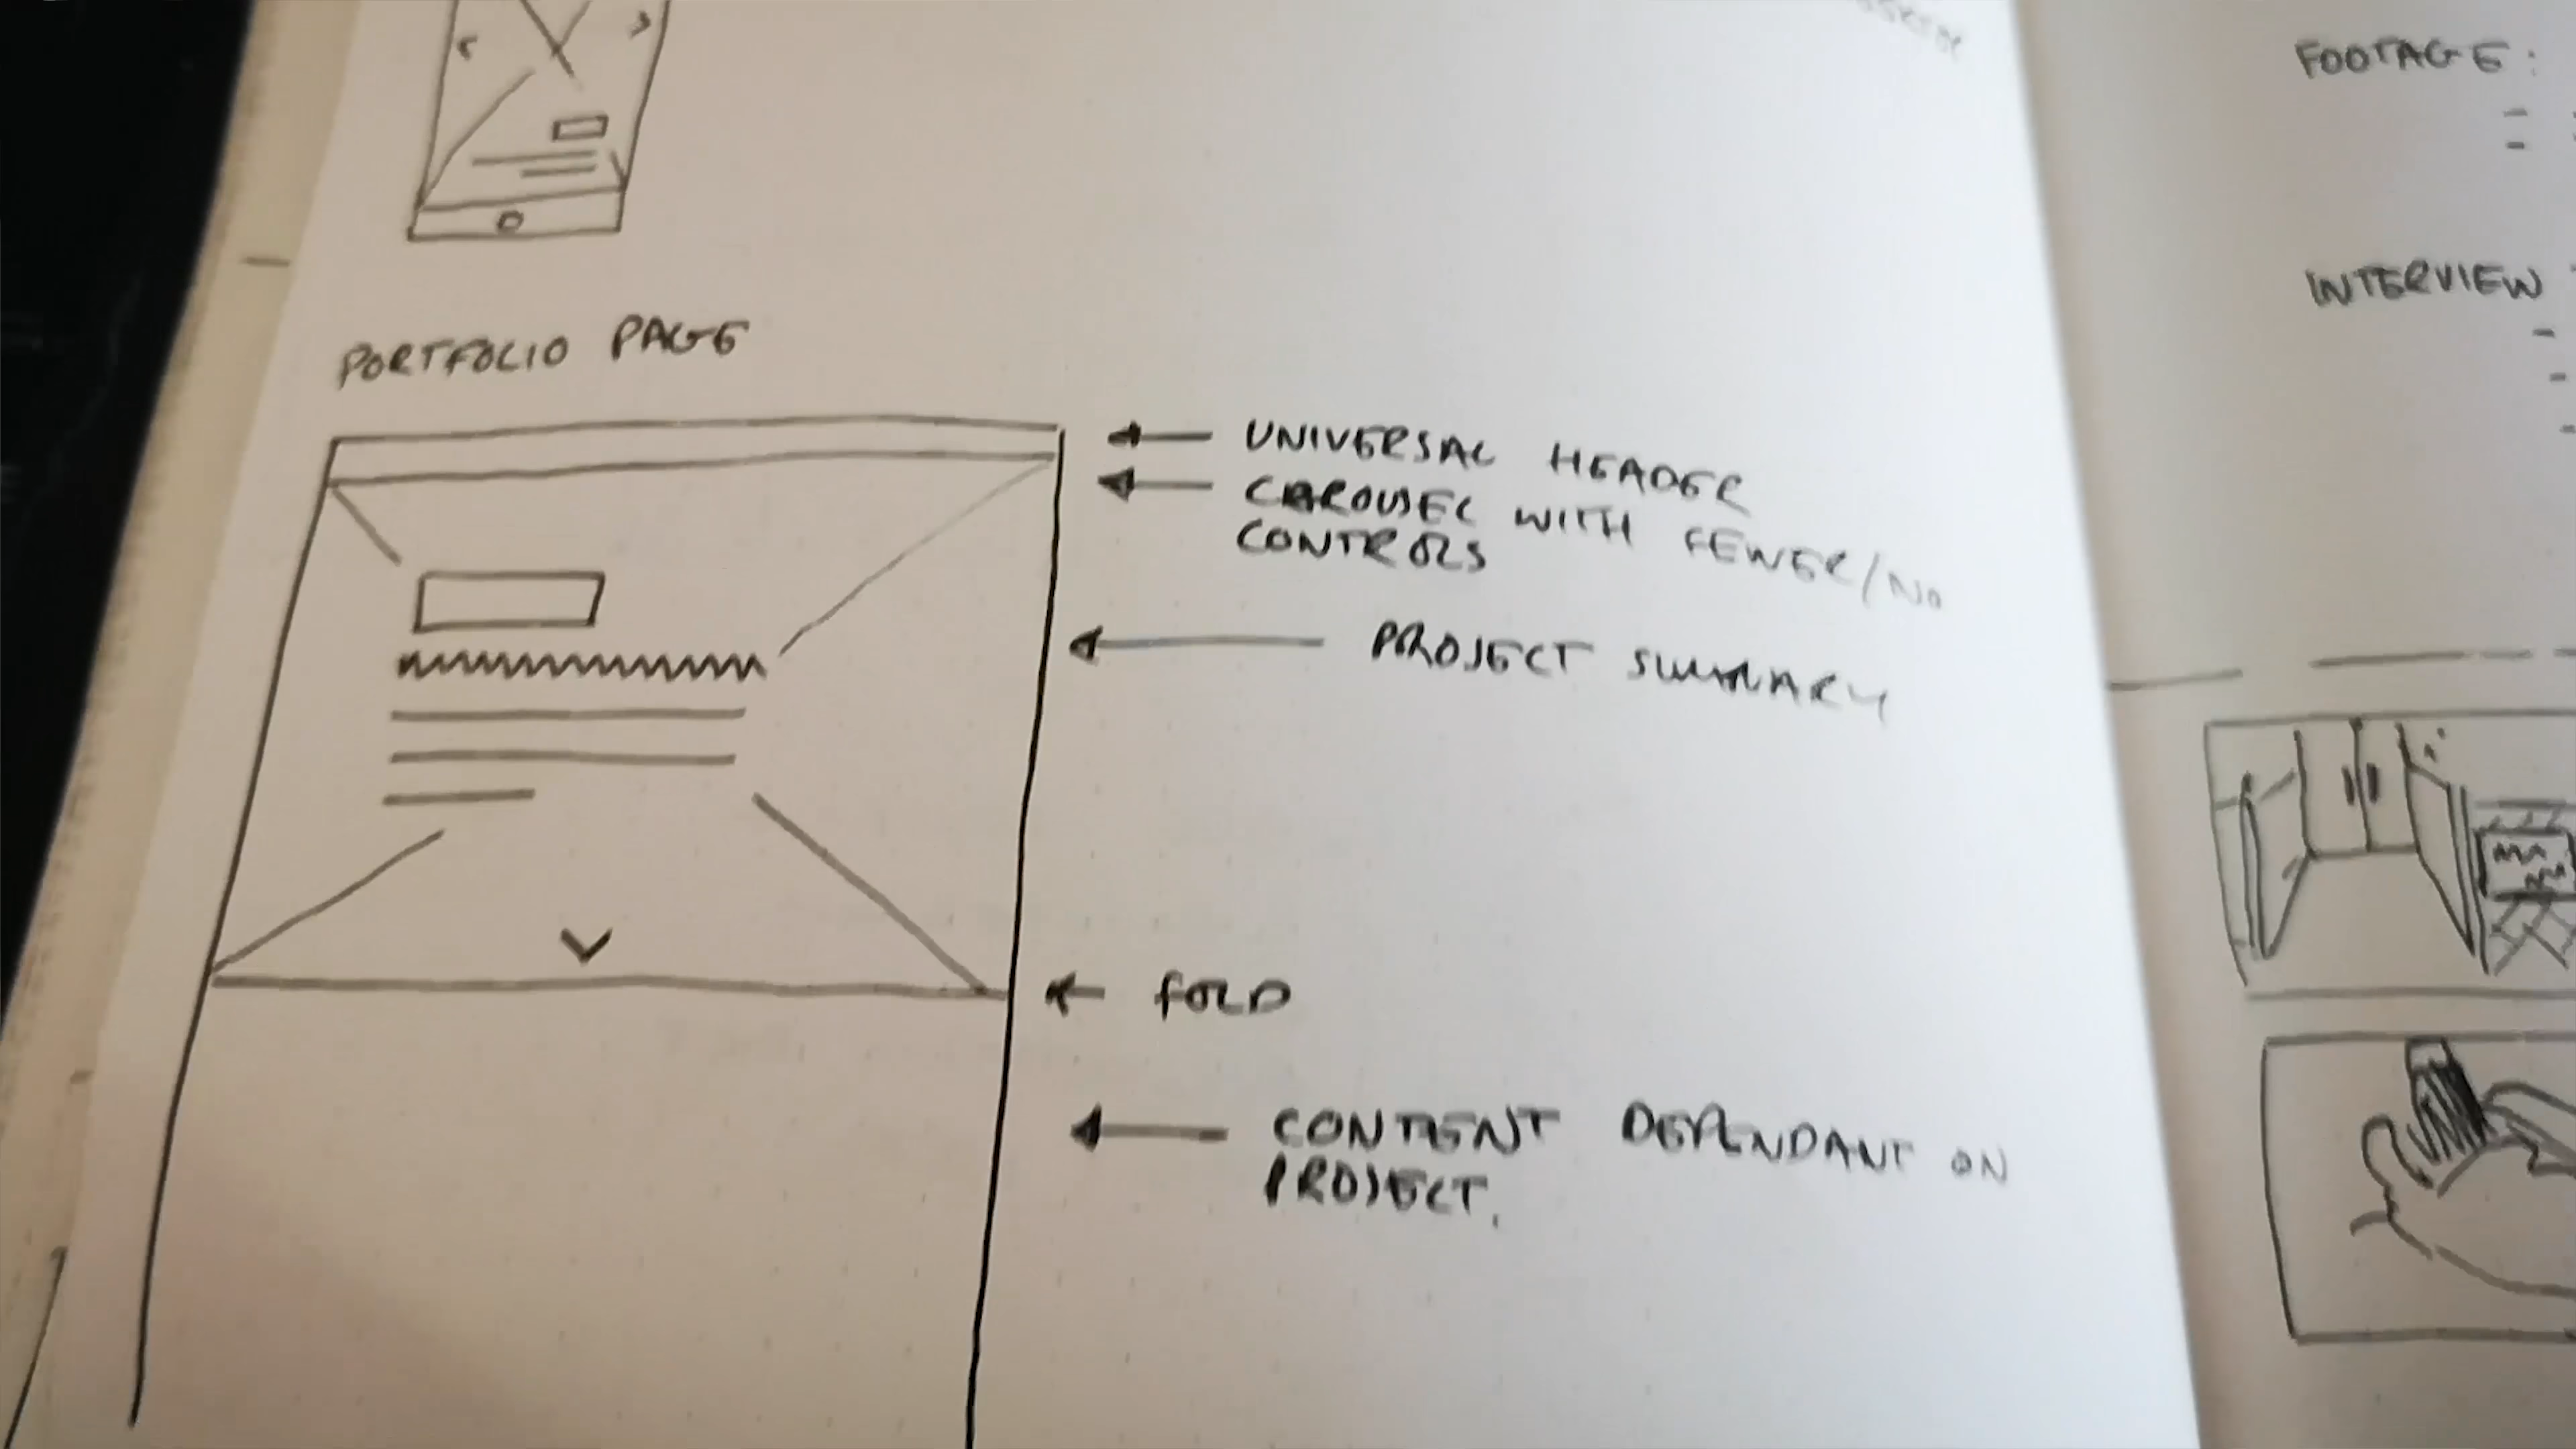 PORTFOLIO PAGE
UNIVERSAL HEADER
CAROUSEL WITH FEWER/NO
CONTROLS
PROJECT SUMMARY
FOLD
CONTENT DEPENDANT ON
PROJECT.
FOOTAGE:
-
-
INTERVIEW
-
-
-